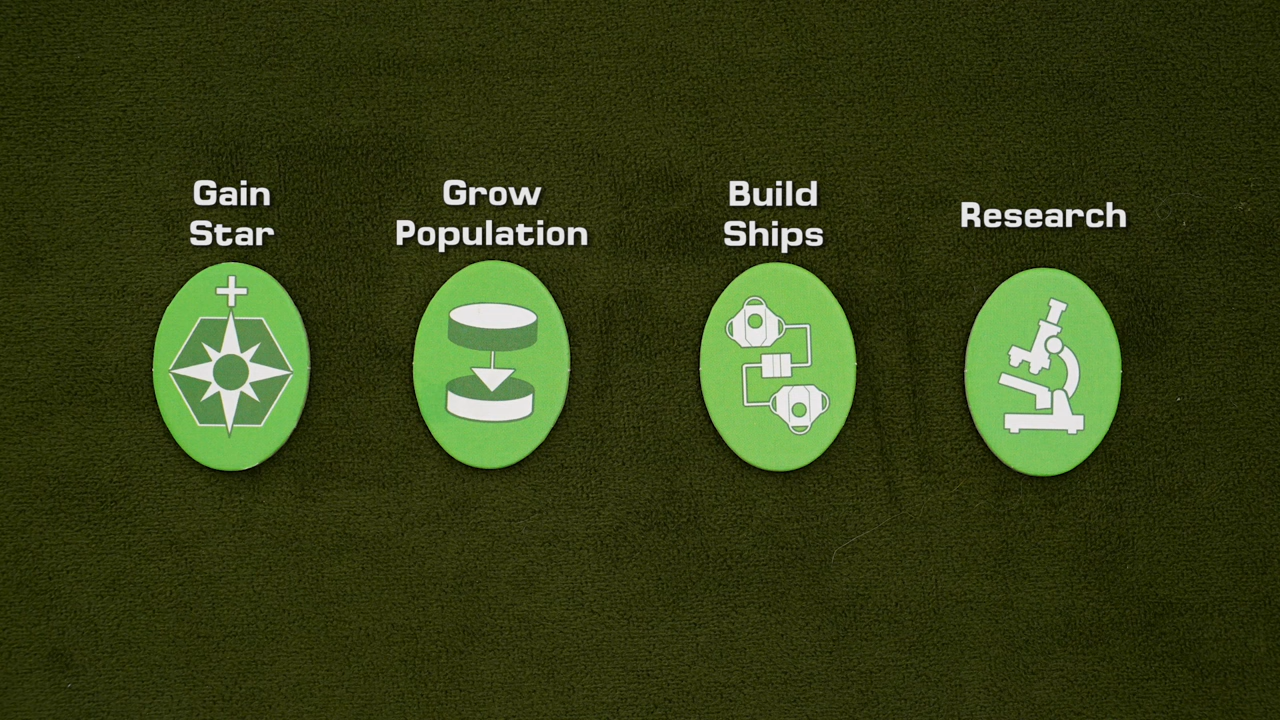 Gain
Star
Grow
Population
Build
Ships
Research